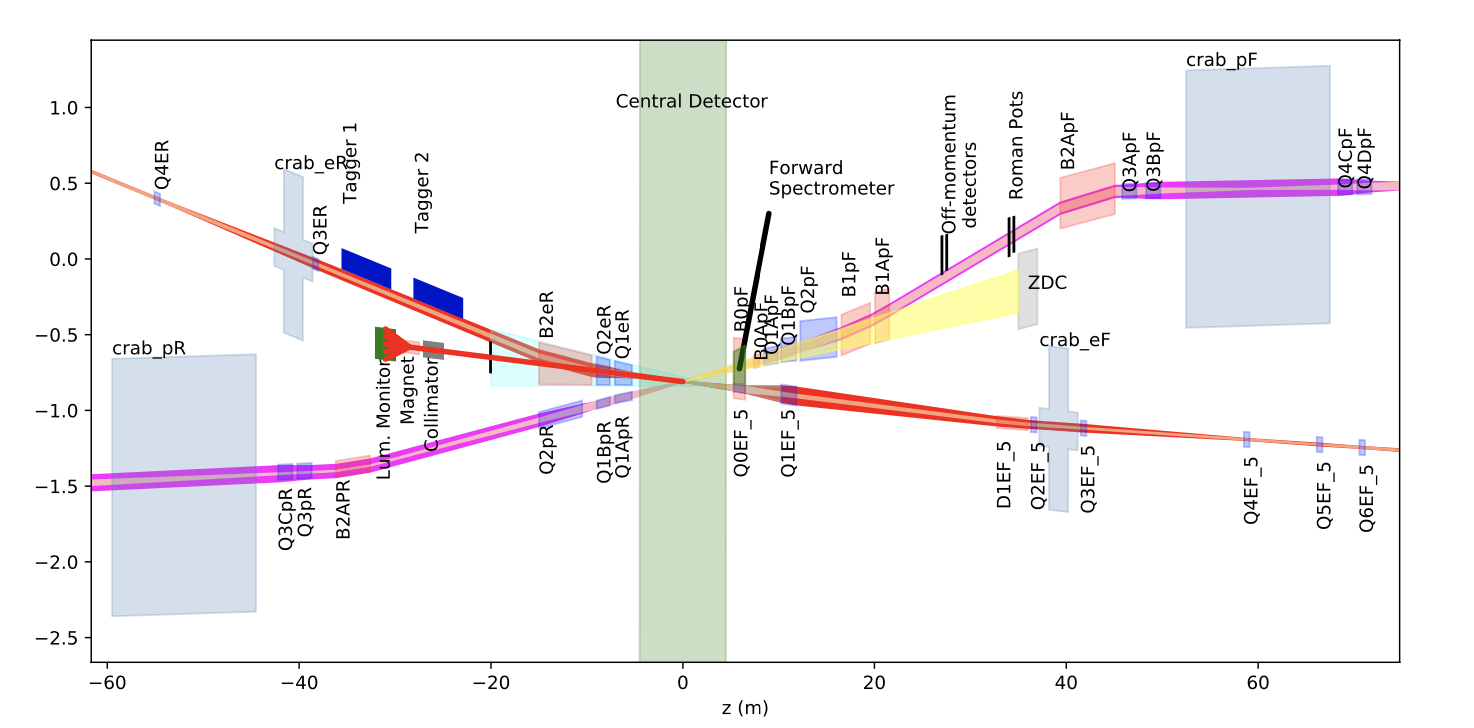 crab_pF
Central Detector
1.0
0.5
0.0
−0.5
−1.0
−1.5
−2.0
−2.5
Q4ER
crab_eR
Tagger 1
Q3ER
Tagger 2
Forward
Spectrometer
Off-momentum
detectors
Roman Pots
B2ApF
Q3ApF
Q3BpF
Q4CpF
Q4DpF
crab_pR
B2eR
Q2eR
Q1eR
B0pF
B0ApF
Q1ApF
Q1BpF
Q2pF
B1pF
B1ApF
ZDC
crab_eF
Lum. Monitor
Magnet
Collimator
Q3CpR
Q3pR
B2APR
Q2pR
Q1BpR
Q1ApR
Q0EF_5
Q1EF_5
D1EF_5
Q2EF_5
Q3EF_5
Q4EF_5
Q5EF_5
Q6EF_5
−60
−40
−20
0
20
40
60
z (m)